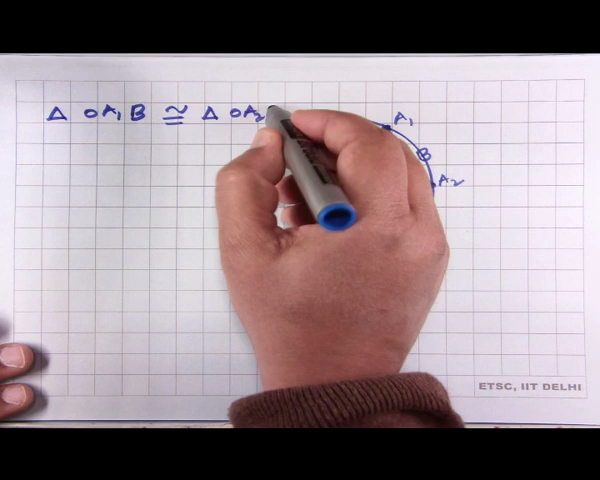 Δ OA₁B ≅ Δ OA₂
A₁
B
A₂
ETSC, IIT DELHI